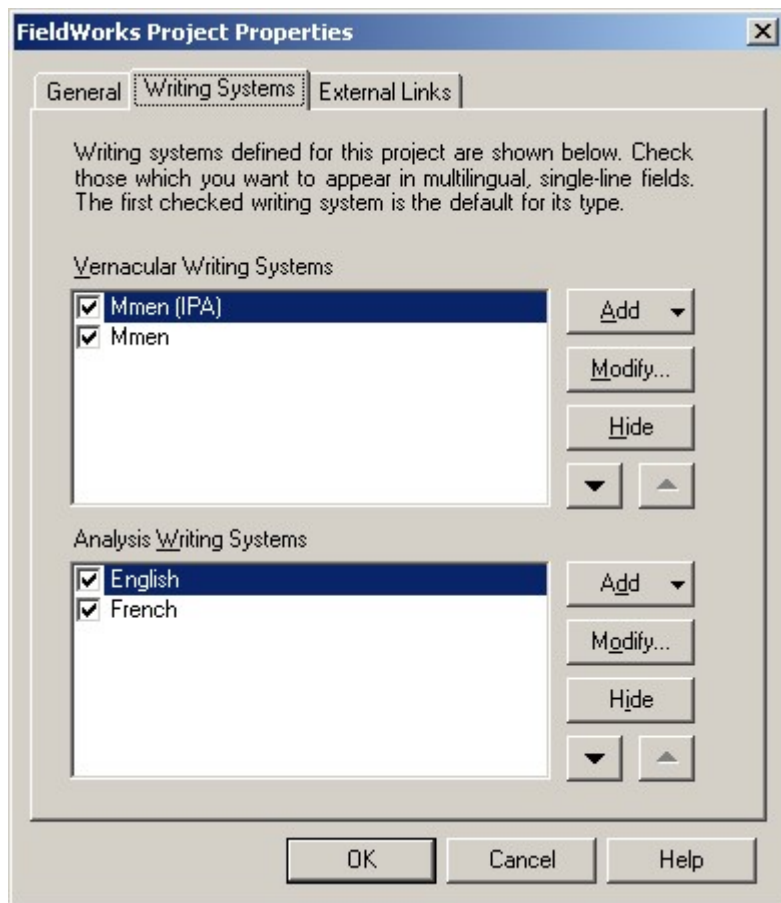 FieldWorks Project Properties
General Writing Systems External Links
Writing systems defined for this project are shown below. Check
those which you want to appear in multilingual, single-line fields.
The first checked writing system is the default for its type.
Vernacular Writing Systems
Mmen (IPA)
Mmen
Add
Modify...
Hide
Analysis Writing Systems
English
French
Add
Modify...
Hide
OK Cancel Help